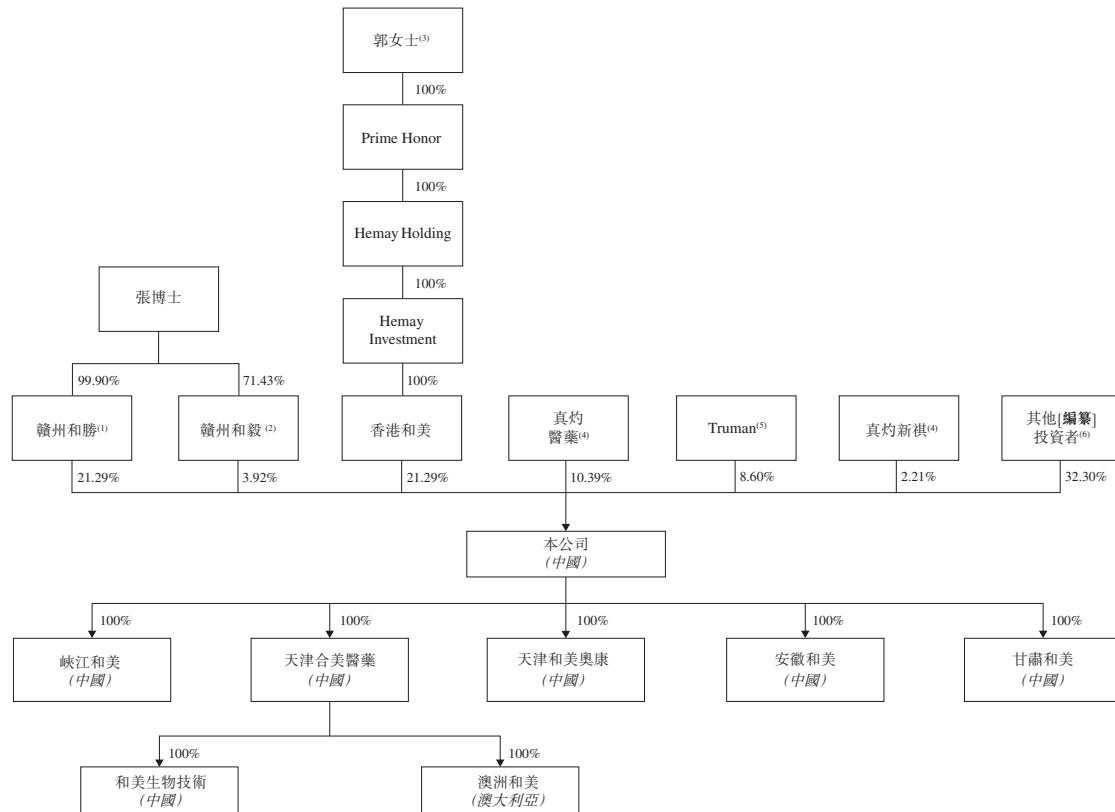 郭女士(3)
100%
Prime Honor
100%
Hemay Holding
100%
張博士
Hemay
Investment
99.90%
71.43%
100%
贛州和勝(1)
贛州和毅(2)
香港和美
真灼
醫藥(4)
Truman(5)
真灼新祺(4)
其他[編纂]
投資者(6)
21.29%
3.92%
21.29%
10.39%
8.60%
2.21%
32.30%
本公司
(中國)
100%
100%
100%
100%
100%
峽江和美
(中國)
天津合美醫藥
(中國)
天津和美奧康
(中國)
安徽和美
(中國)
甘肅和美
(中國)
100%
100%
和美生物技術
(中國)
澳洲和美
(澳大利亞)